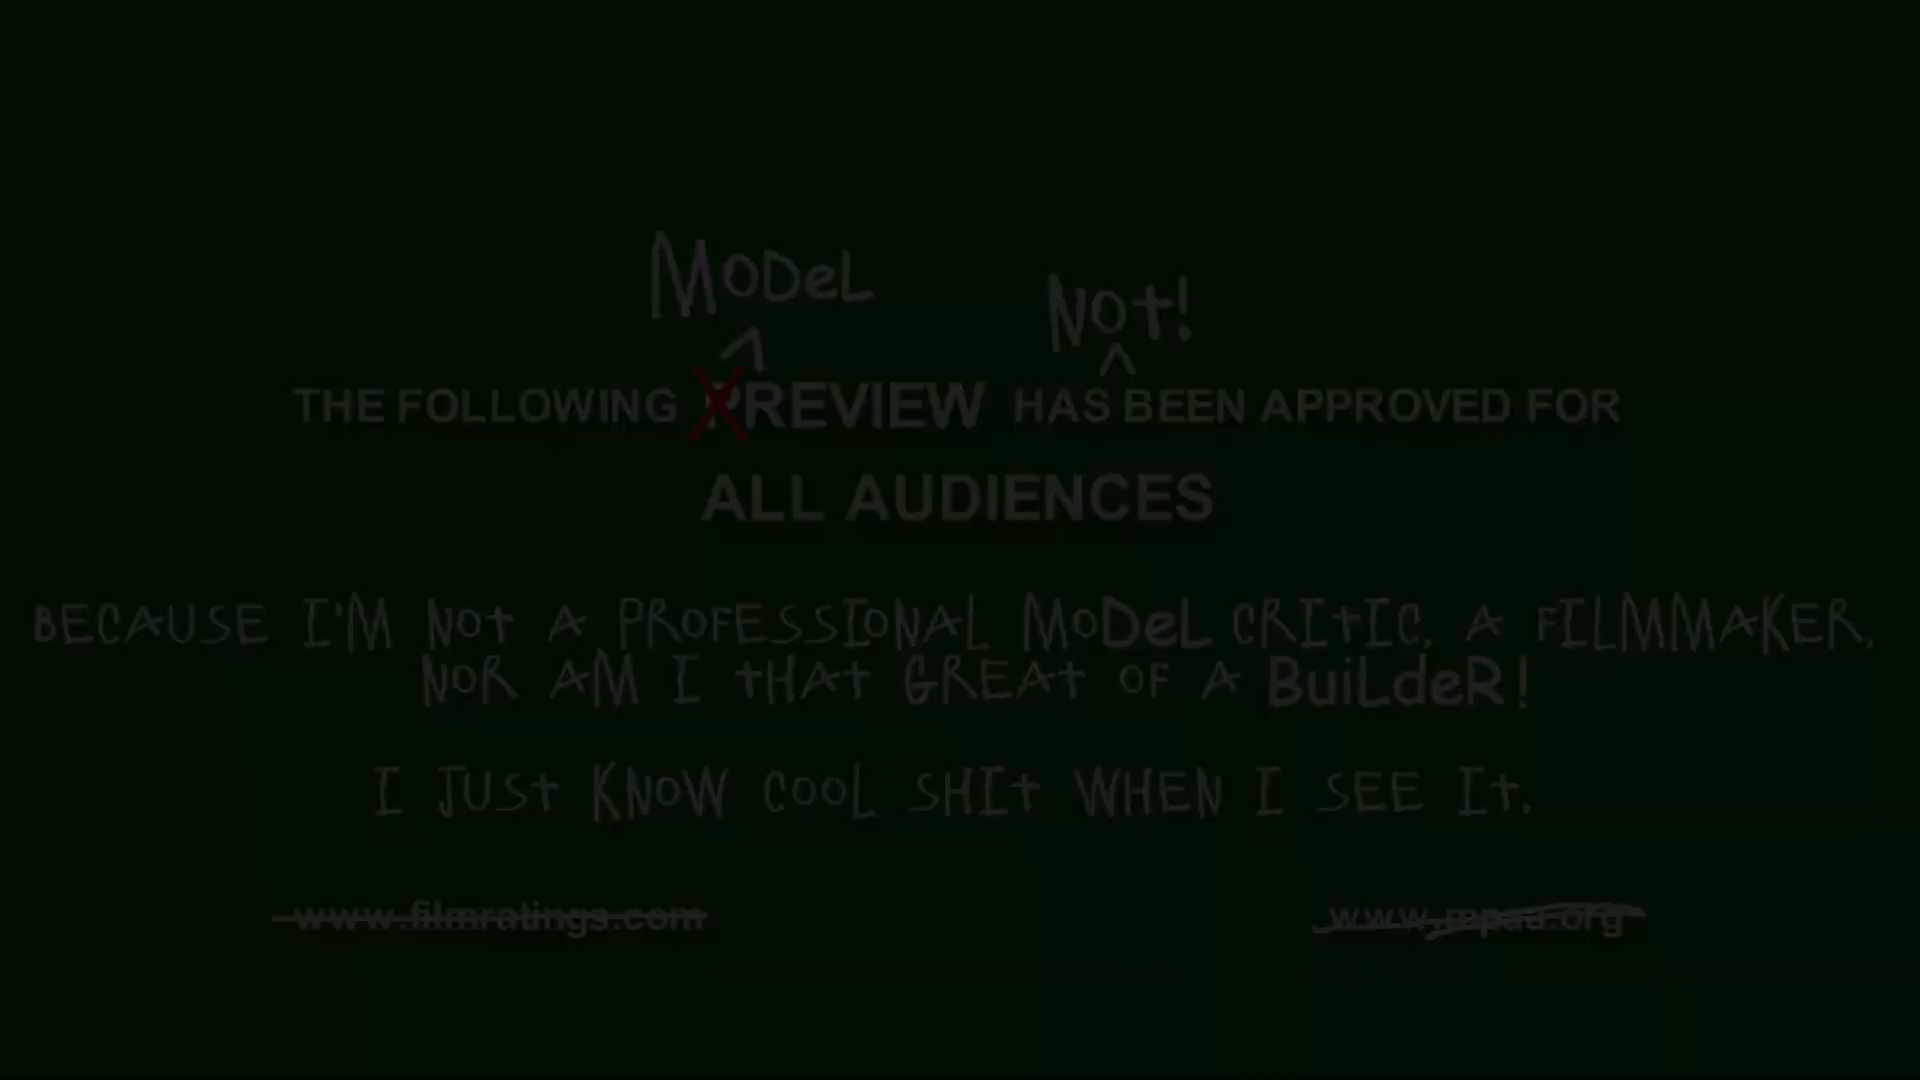 MoDeL NOt!
^ ^
THE FOLLOWING PREVIEW HAS BEEN APPROVED FOR
ALL AUDIENCES
BECAUSE I'M NOt A PROFESSIONAL MoDeL CRItIC, A FILMMAKER,
NOR AM I tHAt GREAt OF A BuiLdeR!
I JUSt KNOW COOL SHIt WHEN I SEE It.
www.filmratings.com www.mpaa.org